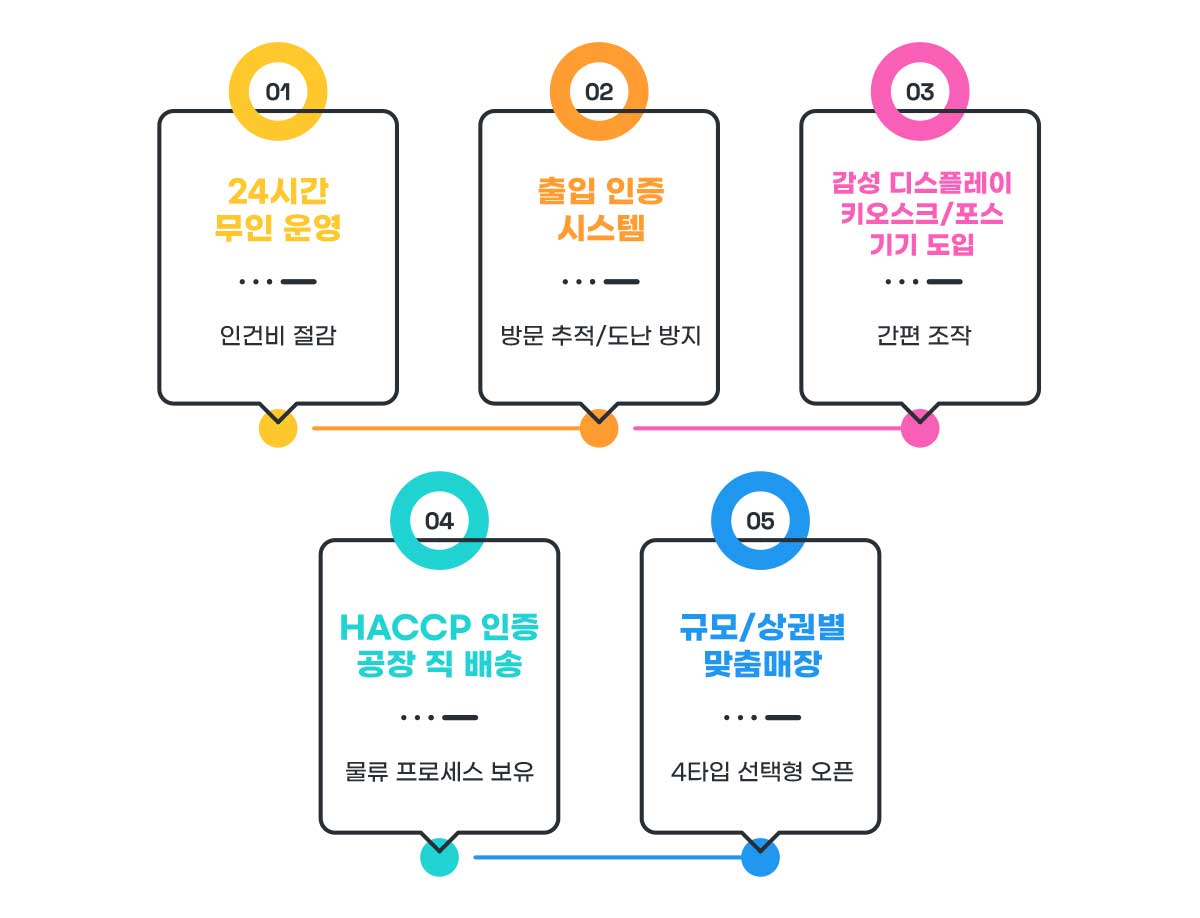 01
24시간
무인 운영
인건비 절감
02
출입 인증
시스템
방문 추적/도난 방지
03
감성 디스플레이
키오스크/포스
기기 도입
간편 조작
04
HACCP 인증
공장 직 배송
물류 프로세스 보유
05
규모/상권별
맞춤매장
4타입 선택형 오픈